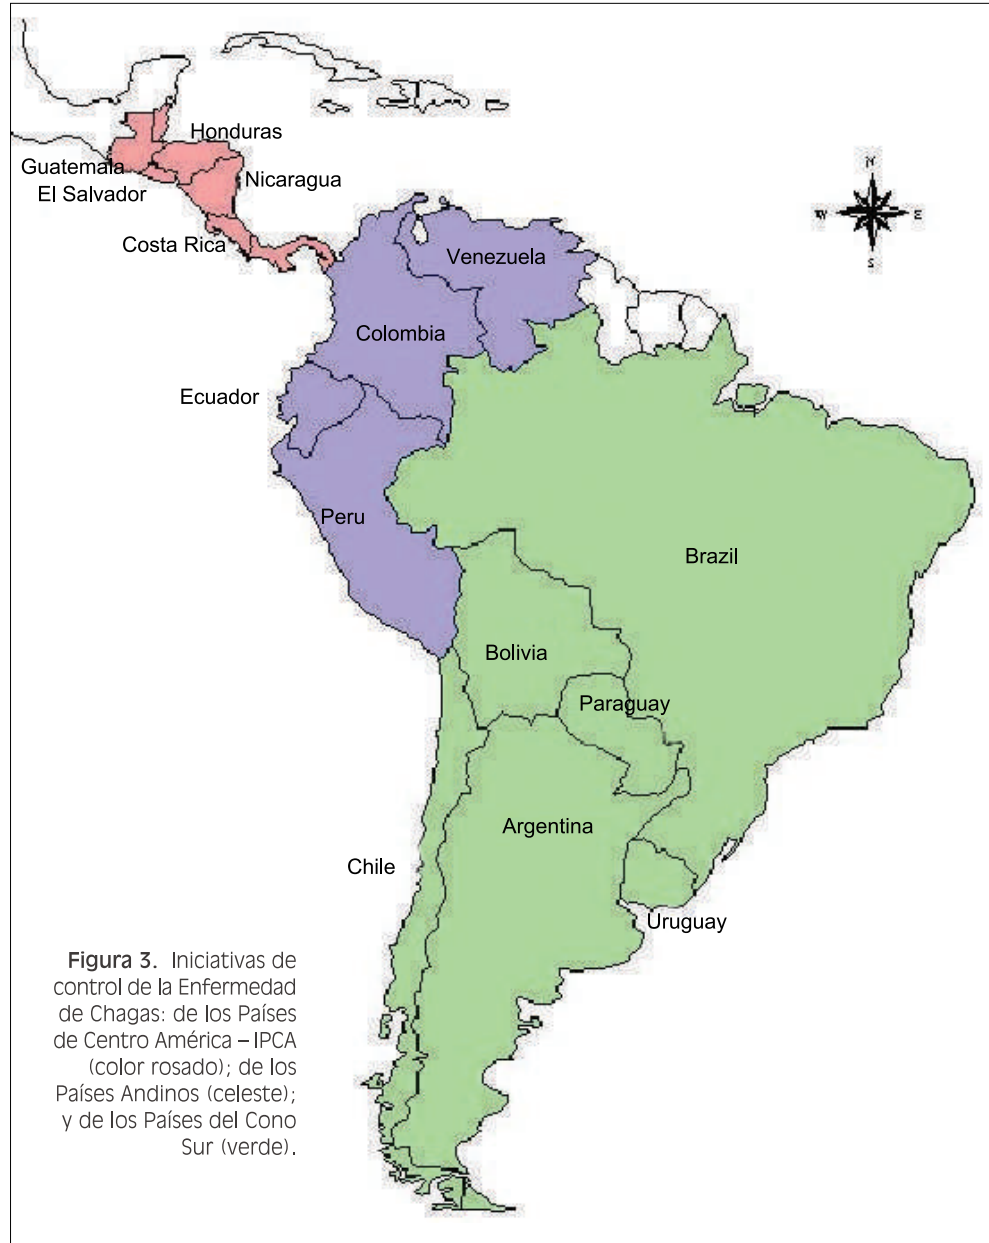 Honduras
Guatemala
Nicaragua
El Salvador
Costa Rica
N
W
E
S
Venezuela
Colombia
Ecuador
Peru
Brazil
Bolivia
Paraguay
Argentina
Chile
Uruguay
Figura 3. Iniciativas de
control de la Enfermedad
de Chagas: de los Países
de Centro América – IPCA
(color rosado); de los
Países Andinos (celeste);
y de los Países del Cono
Sur (verde).